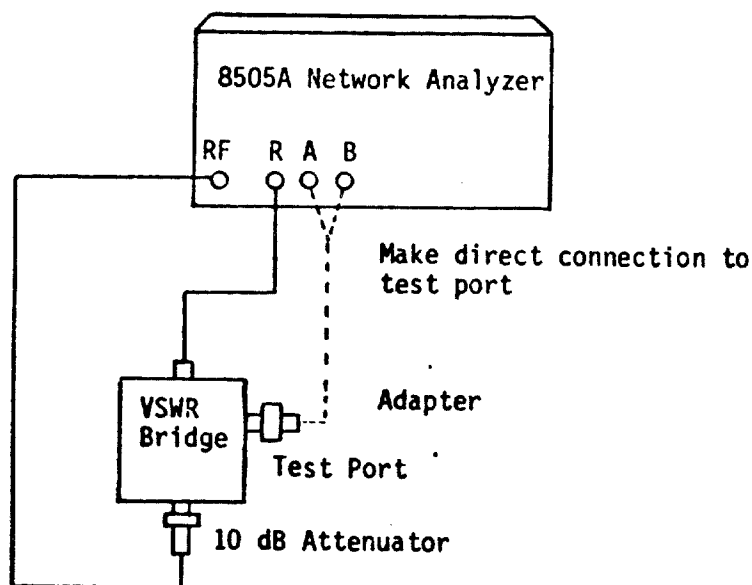 8505A Network Analyzer
RF R A B
Make direct connection to
test port
VSWR
Bridge
Adapter
Test Port
10 dB Attenuator